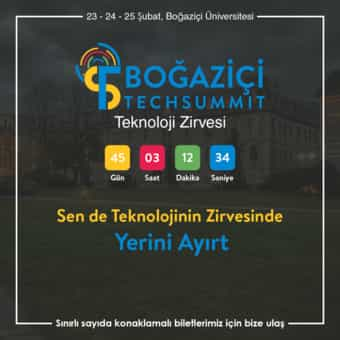 23 - 24 - 25 Şubat, Boğaziçi Üniversitesi
BOĞAZİÇİ
TECHSUMMIT
Teknoloji Zirvesi
45 03 12 34
Gün Saat Dakika Saniye
Sen de Teknolojinin Zirvesinde
Yerini Ayırt
Sınırlı sayıda konaklamalı biletlerimiz için bize ulaş